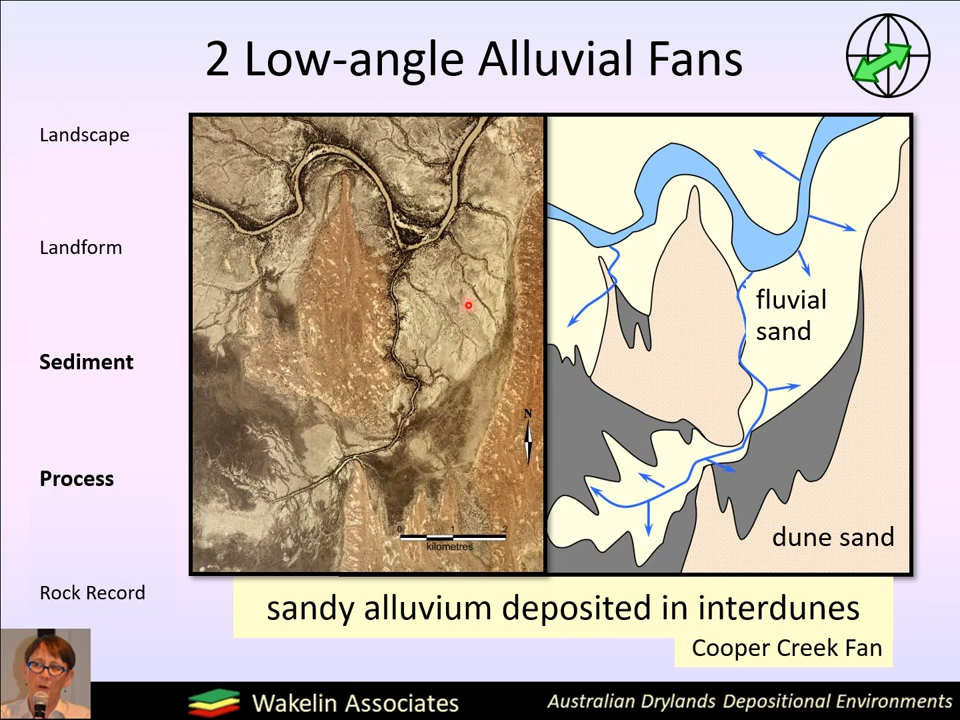 2 Low-angle Alluvial Fans
Landscape
Landform
Sediment
Process
Rock Record
N
0 1 2
kilometres
fluvial
sand
dune sand
sandy alluvium deposited in interdunes
Cooper Creek Fan
Wakelin Associates
Australian Drylands Depositional Environments